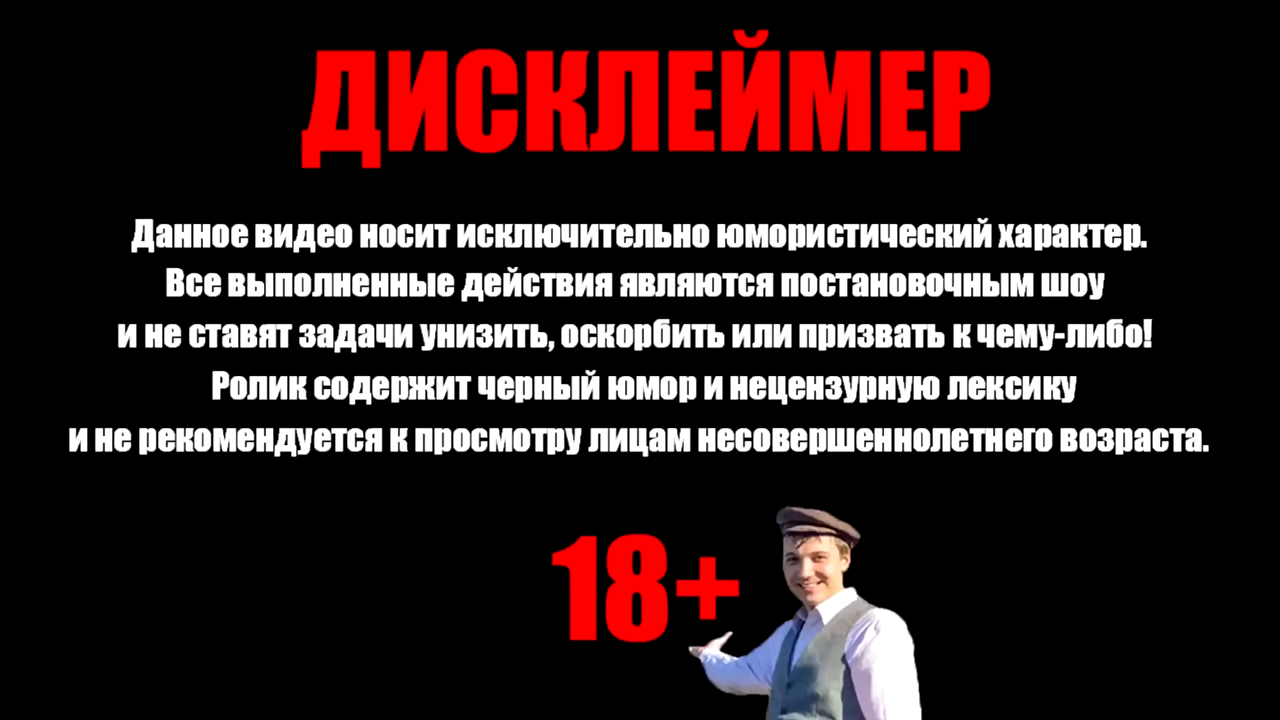 ДИСКЛЕЙМЕР
Данное видео носит исключительно юмористический характер.
Все выполненные действия являются постановочным шоу
и не ставят задачи унизить, оскорбить или призвать к чему-либо!
Ролик содержит черный юмор и нецензурную лексику
и не рекомендуется к просмотру лицам несовершеннолетнего возраста.
18+